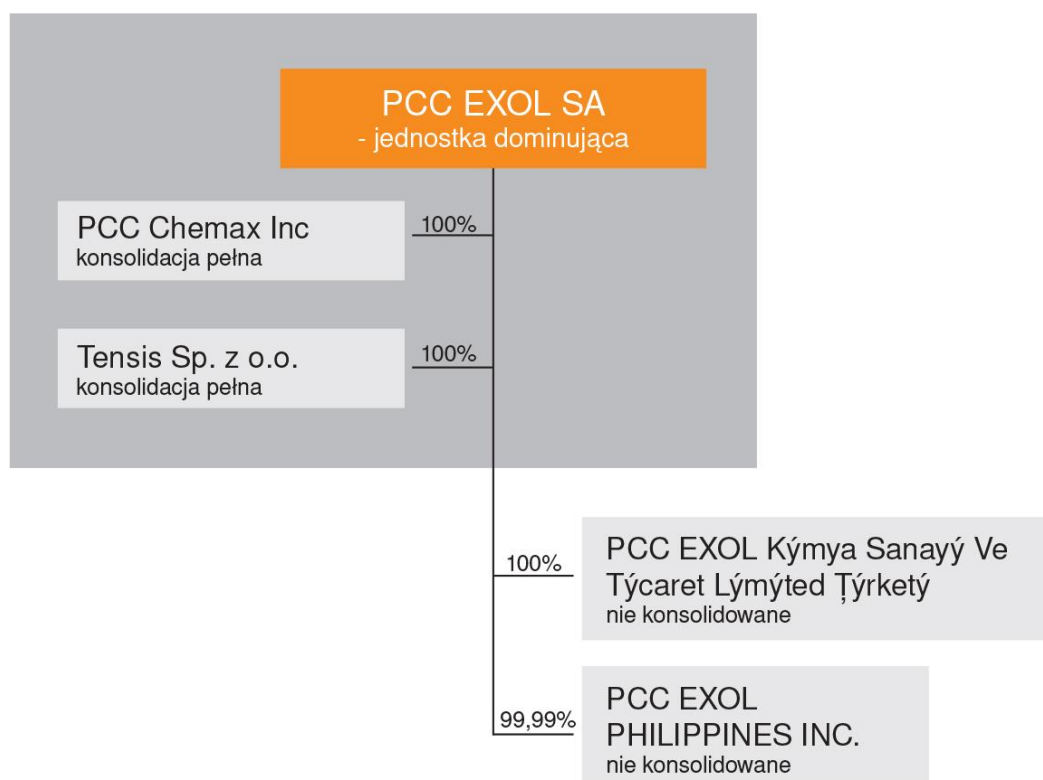 PCC EXOL SA
- jednostka dominująca
PCC Chemax Inc
konsolidacja pełna
100%
Tensis Sp. z o.o.
konsolidacja pełna
100%
100%
PCC EXOL Kýmya Sanayý Ve
Týcaret Lýmýted Ţýrketý
nie konsolidowane
99,99%
PCC EXOL
PHILIPPINES INC.
nie konsolidowane